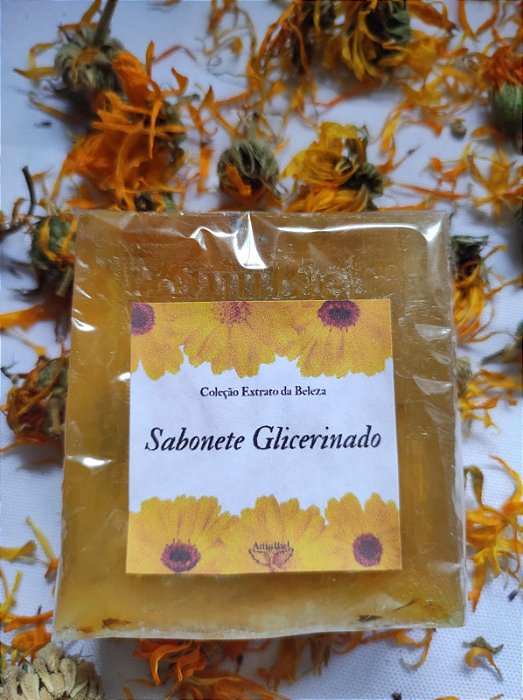 Coleção Extrato da Beleza
Sabonete Glicerinado